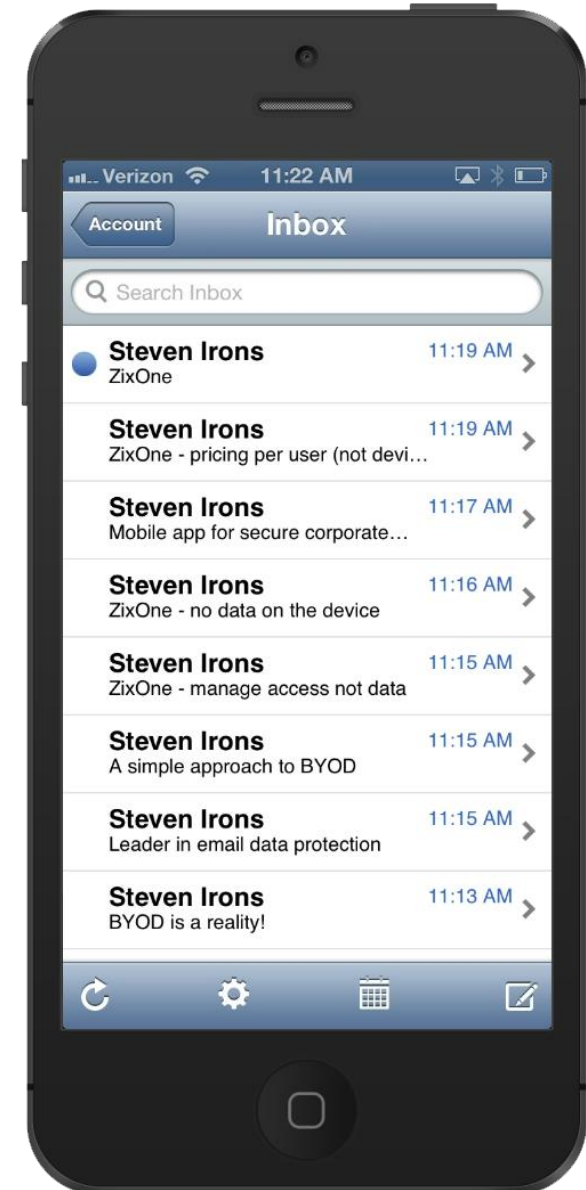 Verizon 11:22 AM
Account Inbox
Search Inbox
Steven Irons 11:19 AM
ZixOne
Steven Irons 11:19 AM
ZixOne - pricing per user (not devi...
Steven Irons 11:17 AM
Mobile app for secure corporate...
Steven Irons 11:16 AM
ZixOne - no data on the device
Steven Irons 11:15 AM
ZixOne - manage access not data
Steven Irons 11:15 AM
A simple approach to BYOD
Steven Irons 11:15 AM
Leader in email data protection
Steven Irons 11:13 AM
BYOD is a reality!